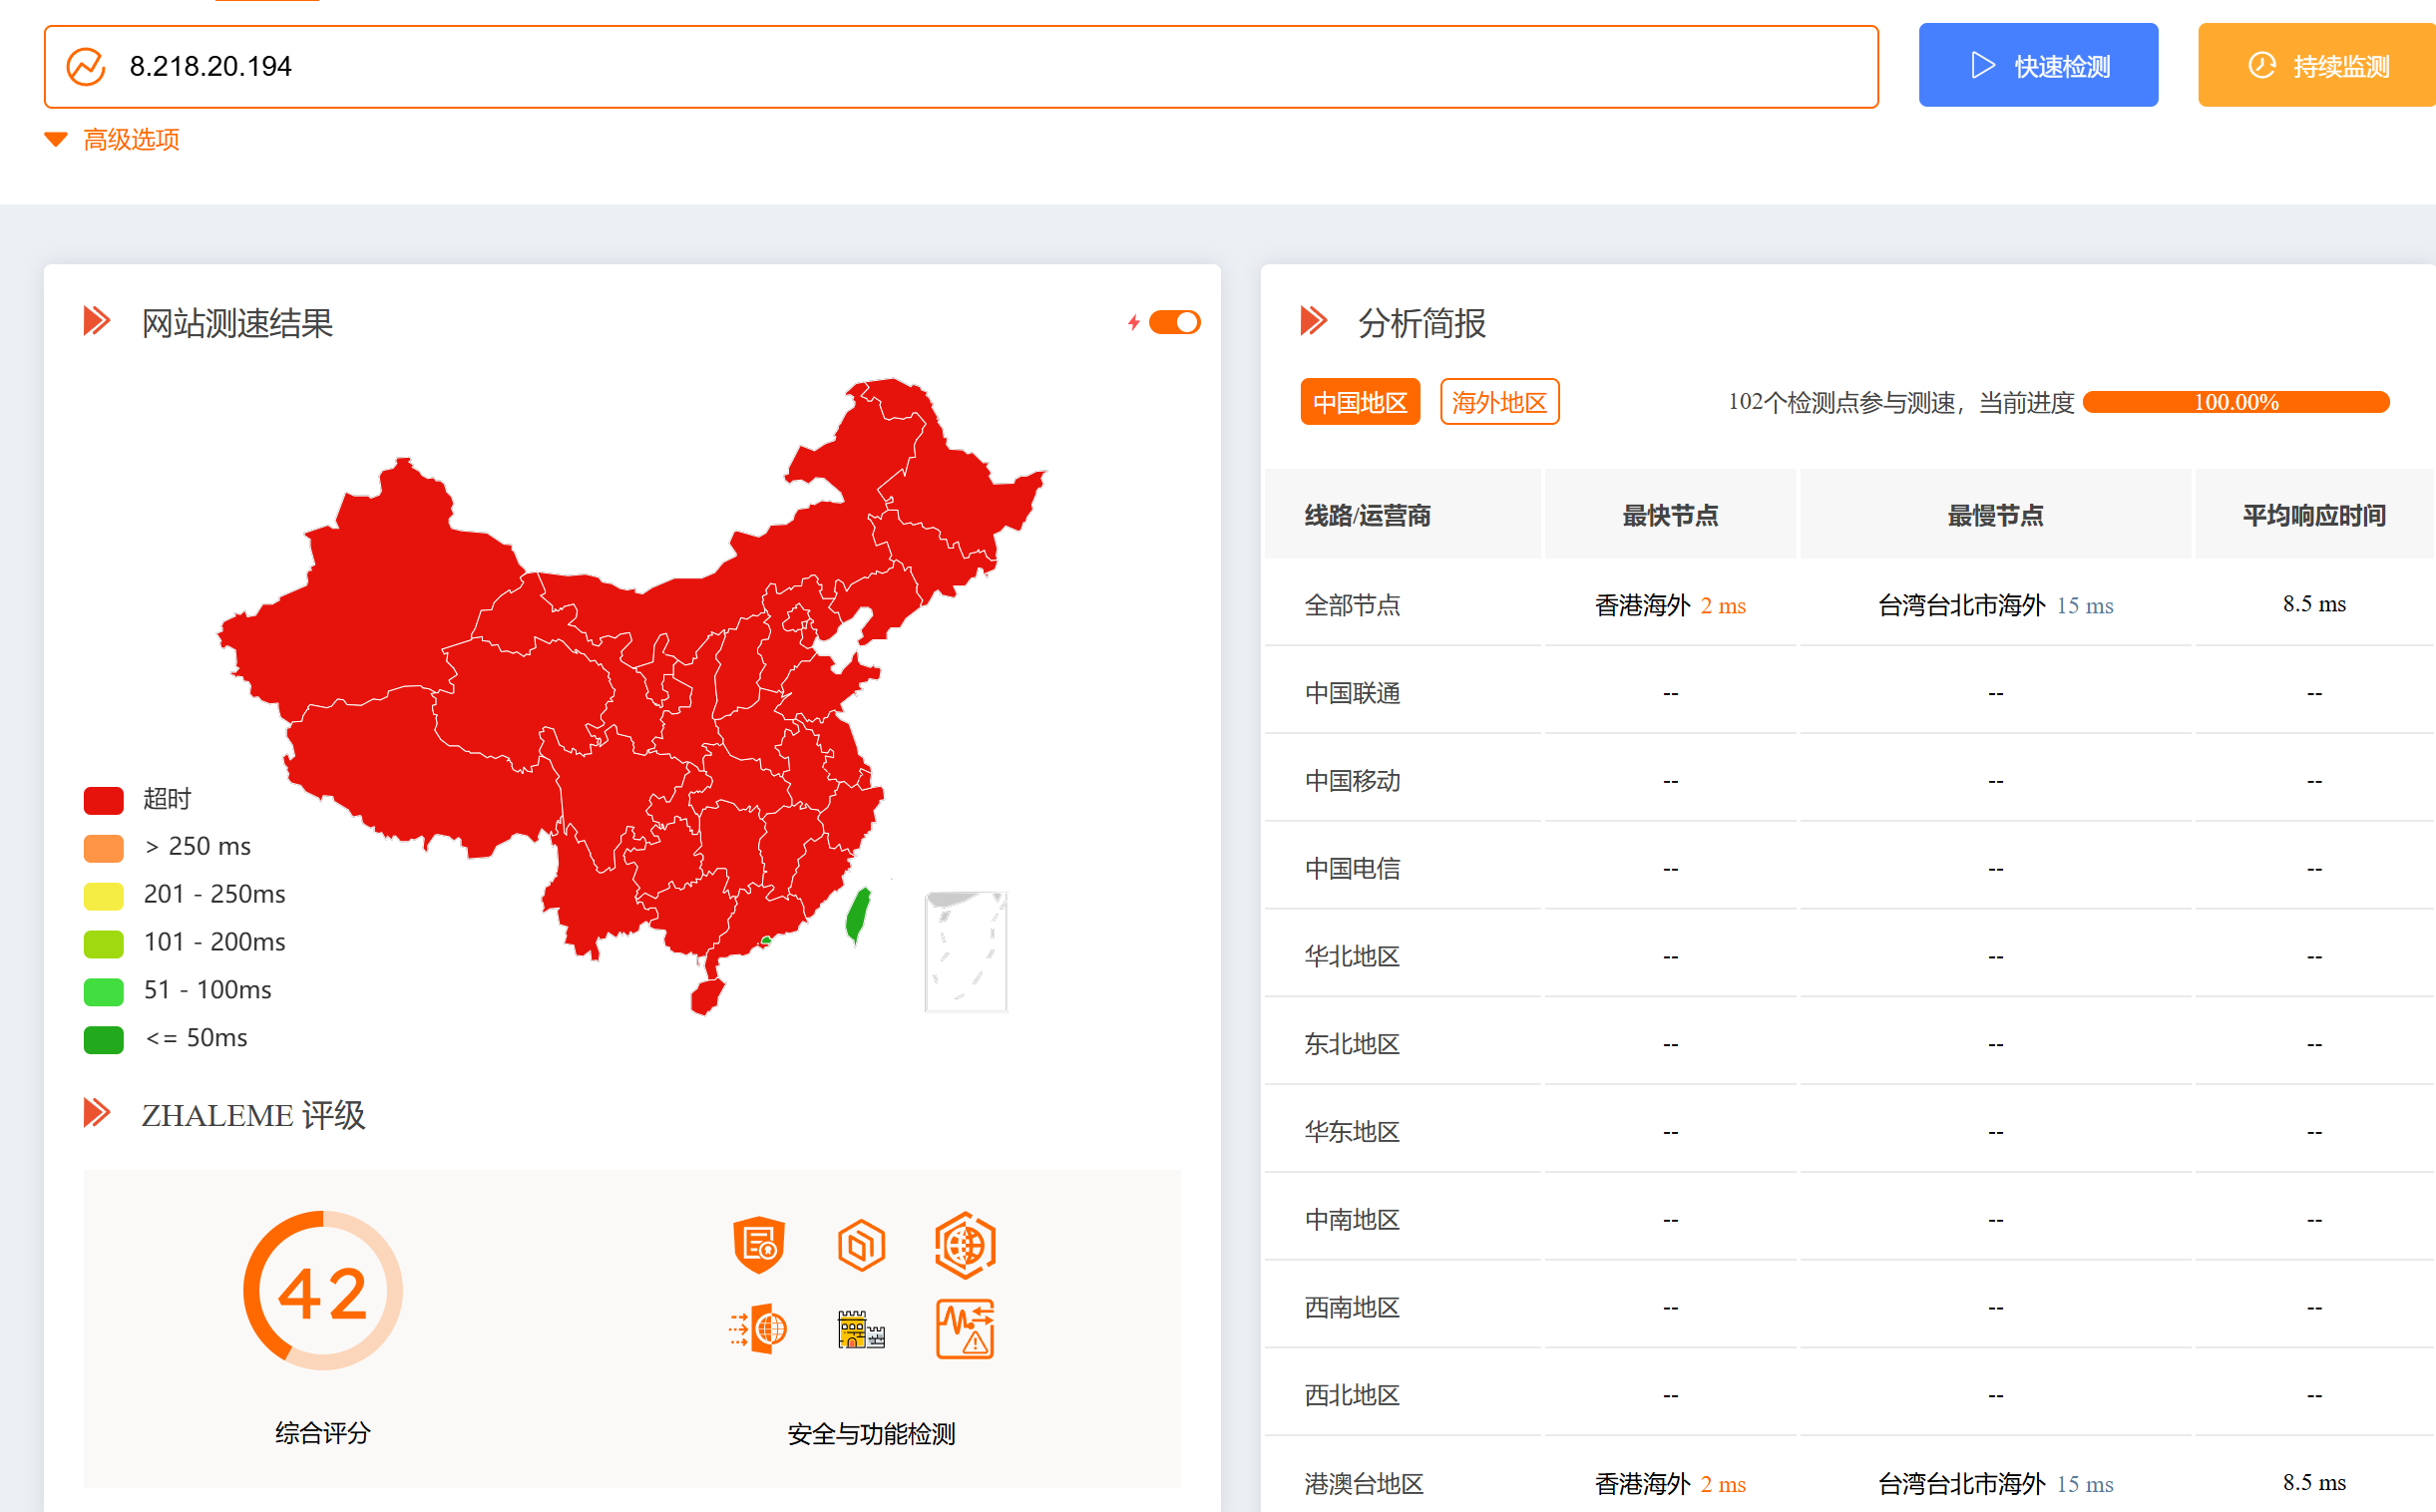 8.218.20.194
快速检测
持续监测
高级选项
网站测速结果
超时
> 250 ms
201 - 250ms
101 - 200ms
51 - 100ms
<= 50ms
ZHALEME 评级
42
综合评分
安全与功能检测
分析简报
中国地区 海外地区 102个检测点参与测速，当前进度 100.00%
线路/运营商 最快节点 最慢节点 平均响应时间
全部节点 香港海外 2 ms 台湾台北市海外 15 ms 8.5 ms
中国联通 -- -- --
中国移动 -- -- --
中国电信 -- -- --
华北地区 -- -- --
东北地区 -- -- --
华东地区 -- -- --
中南地区 -- -- --
西南地区 -- -- --
西北地区 -- -- --
港澳台地区 香港海外 2 ms 台湾台北市海外 15 ms 8.5 ms